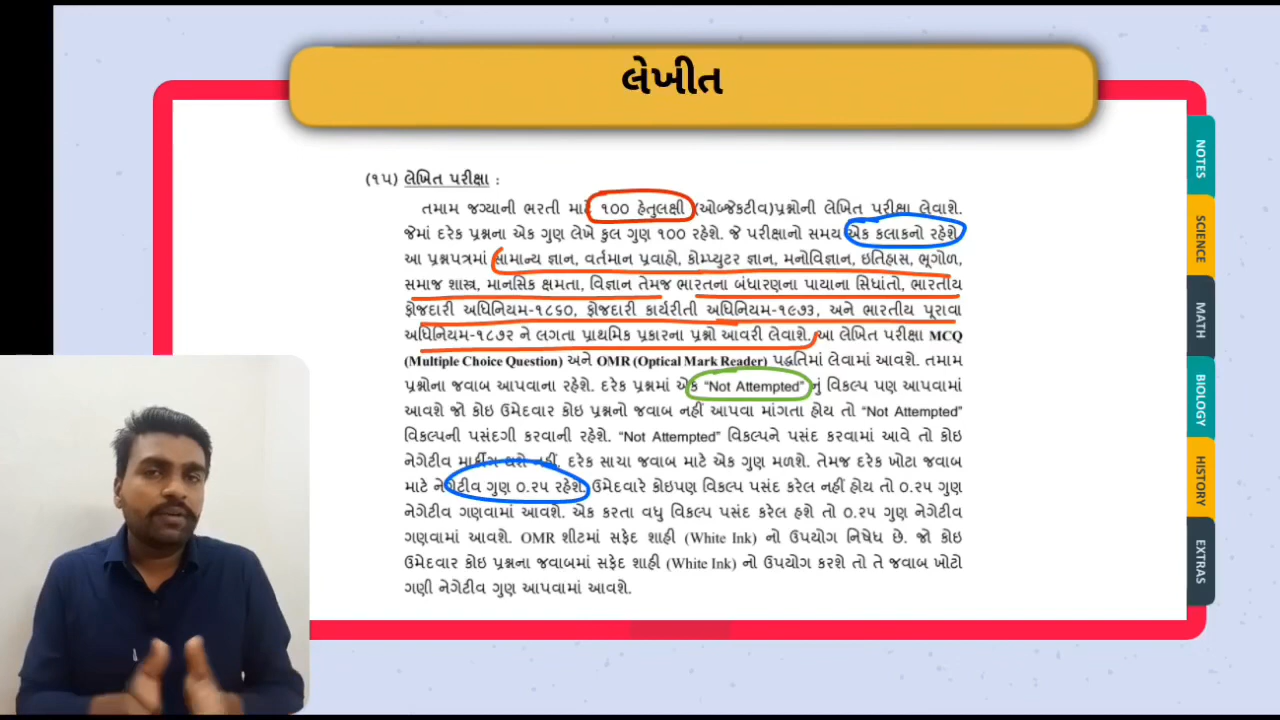 લેખીત
(૧૫) લેખિત પરીક્ષા :
તમામ જગ્યાની ભરતી માટે ૧૦૦ હેતુલક્ષી (ઓબ્જેકટીવ)પ્રશ્નોની લેખિત પરીક્ષા લેવાશે.
જેમાં દરેક પ્રશ્નના એક ગુણ લેખે કુલ ગુણ ૧૦૦ રહેશે. જે પરીક્ષાનો સમય એક કલાકનો રહેશે.
આ પ્રશ્નપત્રમાં સામાન્ય જ્ઞાન, વર્તમાન પ્રવાહો, કોમ્પ્યુટર જ્ઞાન, મનોવિજ્ઞાન, ઇતિહાસ, ભૂગોળ,
સમાજ શાસ્ત્ર, માનસિક ક્ષમતા, વિજ્ઞાન તેમજ ભારતના બંધારણના પાયાના સિધાંતો, ભારતીય
ફોજદારી અધિનિયમ-૧૮૬૦, ફોજદારી કાર્યરીતી અધિનિયમ-૧૯૭૩, અને ભારતીય પૂરાવા
અધિનિયમ-૧૮૭૨ ને લગતા પ્રાથમિક પ્રકારના પ્રશ્નો આવરી લેવાશે. આ લેખિત પરીક્ષા MCQ
(Multiple Choice Question) અને OMR (Optical Mark Reader) પદ્ધતિમાં લેવામાં આવશે. તમામ
પ્રશ્નોના જવાબ આપવાના રહેશે. દરેક પ્રશ્નમાં એક “Not Attempted” નું વિકલ્પ પણ આપવામાં
આવશે જો કોઇ ઉમેદવાર કોઇ પ્રશ્નનો જવાબ નહીં આપવા માંગતા હોય તો “Not Attempted”
વિકલ્પની પસંદગી કરવાની રહેશે. “Not Attempted” વિકલ્પને પસંદ કરવામાં આવે તો કોઇ
નેગેટીવ માર્કીંગ થશે નહીં. દરેક સાચા જવાબ માટે એક ગુણ મળશે. તેમજ દરેક ખોટા જવાબ
માટે નેગેટીવ ગુણ ૦.૨૫ રહેશે. ઉમેદવારે કોઇપણ વિકલ્પ પસંદ કરેલ નહીં હોય તો ૦.૨૫ ગુણ
નેગેટીવ ગણવામાં આવશે. એક કરતા વધુ વિકલ્પ પસંદ કરેલ હશે તો ૦.૨૫ ગુણ નેગેટીવ
ગણવામાં આવશે. OMR શીટમાં સફેદ શાહી (White Ink) નો ઉપયોગ નિષેધ છે. જો કોઇ
ઉમેદવાર કોઇ પ્રશ્નના જવાબમાં સફેદ શાહી (White Ink) નો ઉપયોગ કરશે તો તે જવાબ ખોટો
ગણી નેગેટીવ ગુણ આપવામાં આવશે.
NOTES
SCIENCE
MATH
BIOLOGY
HISTORY
EXTRAS